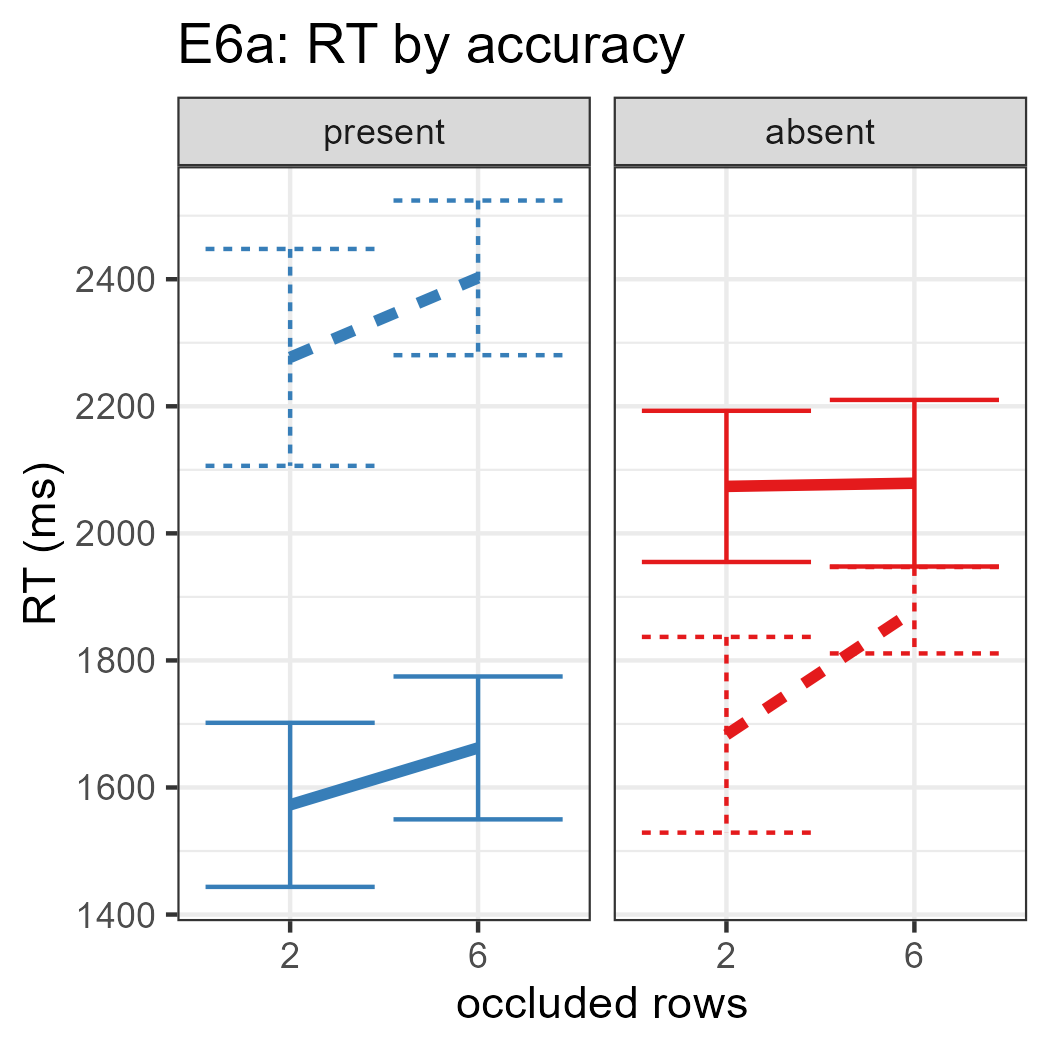 E6a: RT by accuracy
present
absent
RT (ms)
2400
2200
2000
1800
1600
1400
2
6
2
6
occluded rows